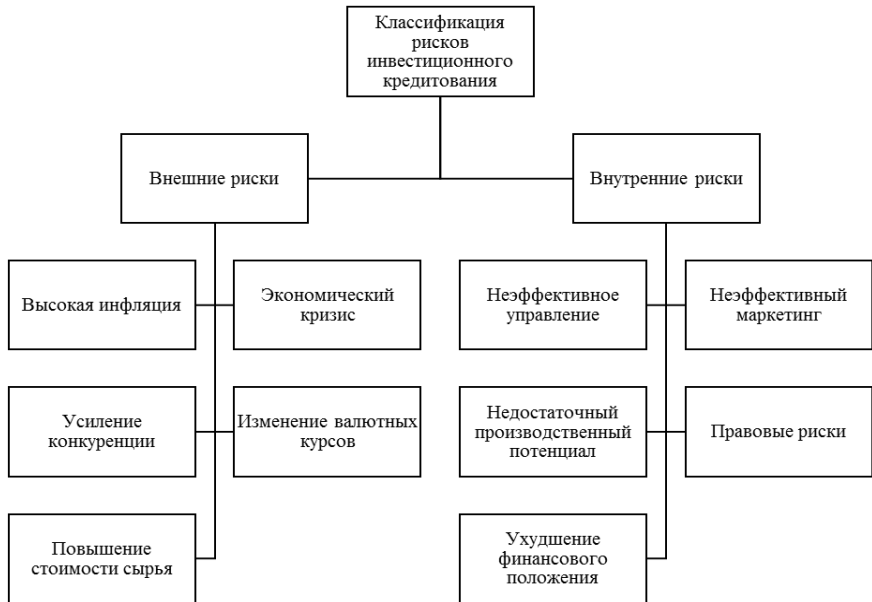 Классификация
рисков
инвестиционного
кредитования
Внешние риски
Внутренние риски
Высокая инфляция
Экономический
кризис
Неэффективное
управление
Неэффективный
маркетинг
Усиление
конкуренции
Изменение валютных
курсов
Недостаточный
производственный
потенциал
Правовые риски
Повышение
стоимости сырья
Ухудшение
финансового
положения